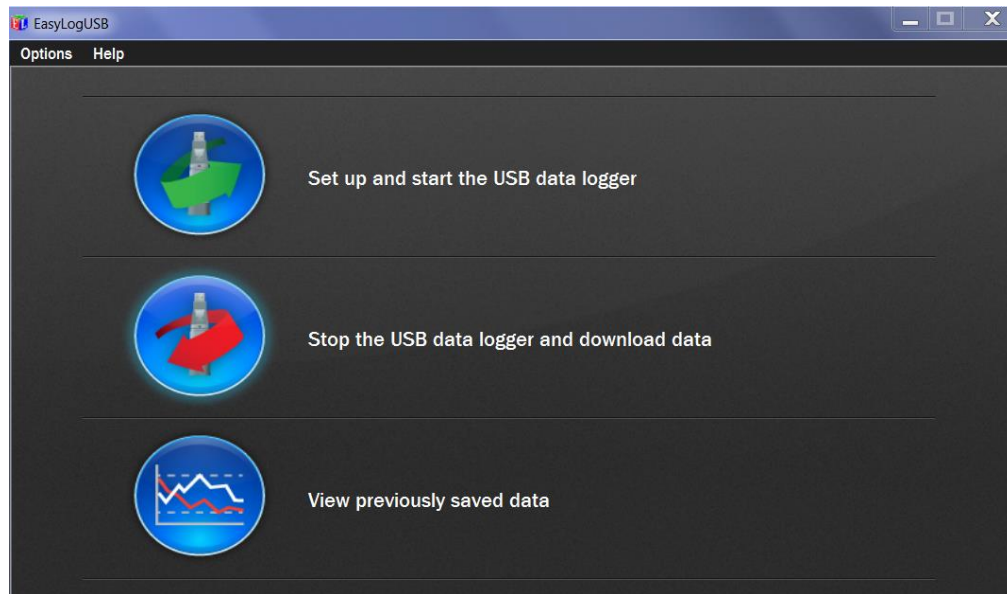 EasyLogUSB
Options Help
Set up and start the USB data logger
Stop the USB data logger and download data
View previously saved data